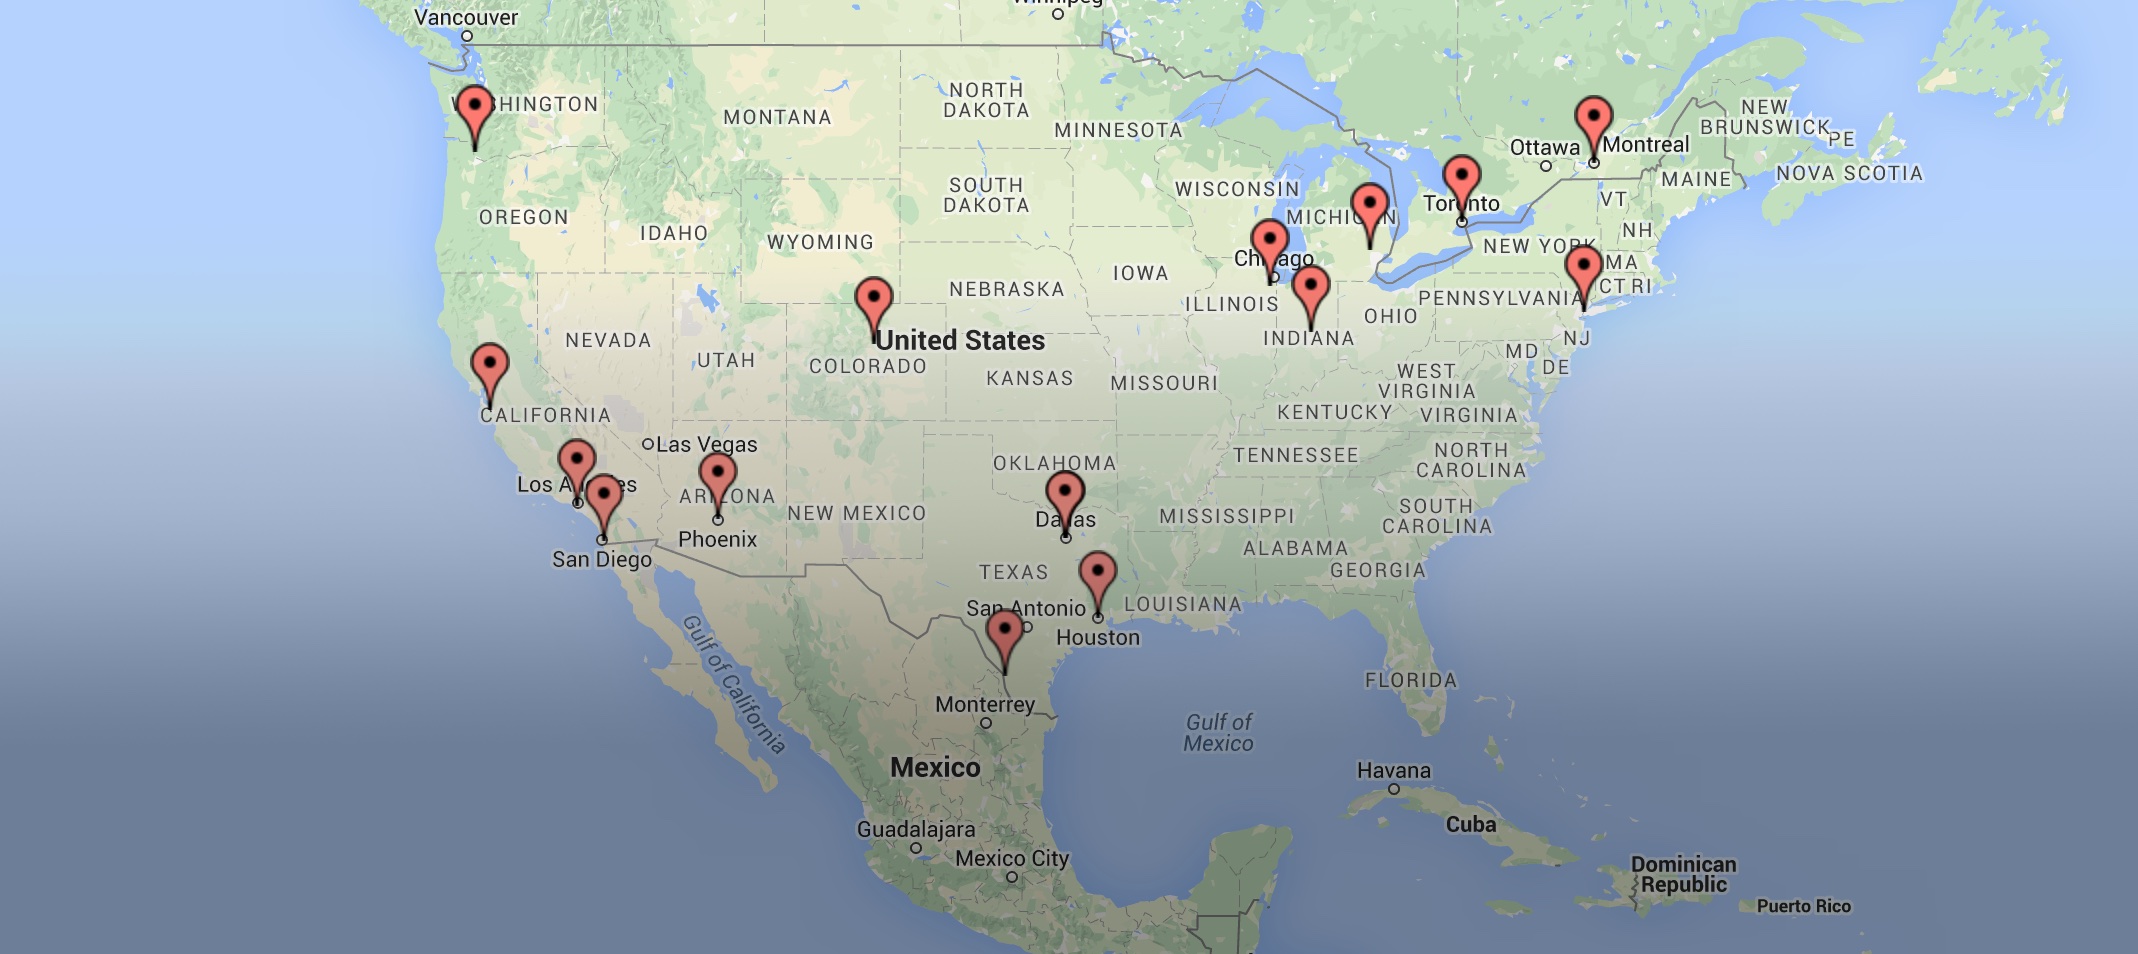 Winnipeg
Vancouver
WASHINGTON
NORTH
DAKOTA
MONTANA
MINNESOTA
NEW
BRUNSWICK
PE
Ottawa
Montreal
NOVA SCOTIA
MAINE
SOUTH
DAKOTA
WISCONSIN
VT
Toronto
OREGON
MICHIGAN
IDAHO
NH
WYOMING
NEW YORK
Chicago
MA
IOWA
CT RI
NEBRASKA
PENNSYLVANIA
ILLINOIS
OHIO
NEVADA
United States
INDIANA
NJ
MD
UTAH
COLORADO
DE
KANSAS
MISSOURI
WEST
VIRGINIA
CALIFORNIA
KENTUCKY
VIRGINIA
Las Vegas
TENNESSEE
NORTH
CAROLINA
OKLAHOMA
Los Angeles
ARIZONA
NEW MEXICO
Dallas
MISSISSIPPI
SOUTH
CAROLINA
Phoenix
San Diego
ALABAMA
TEXAS
GEORGIA
San Antonio
LOUISIANA
Houston
Gulf of California
FLORIDA
Monterrey
Gulf of
Mexico
Mexico
Havana
Cuba
Guadalajara
Mexico City
Dominican
Republic
Puerto Rico